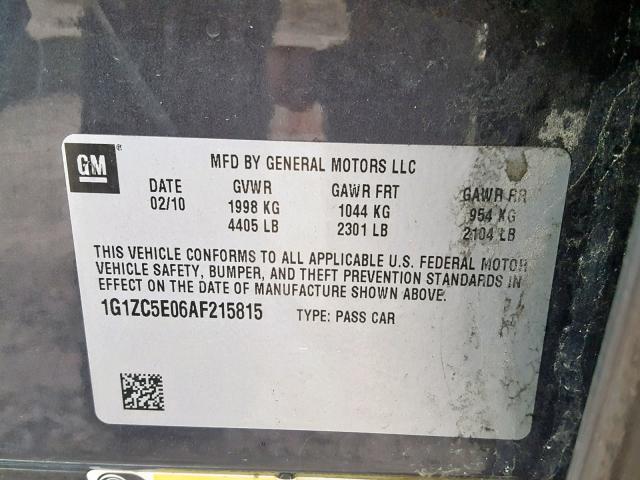 GM ®
MFD BY GENERAL MOTORS LLC
DATE GVWR GAWR FRT GAWR RR
02/10 1998 KG 1044 KG 954 KG
4405 LB 2301 LB 2104 LB
THIS VEHICLE CONFORMS TO ALL APPLICABLE U.S. FEDERAL MOTOR
VEHICLE SAFETY, BUMPER, AND THEFT PREVENTION STANDARDS IN
EFFECT ON THE DATE OF MANUFACTURE SHOWN ABOVE.
1G1ZC5E06AF215815 TYPE: PASS CAR